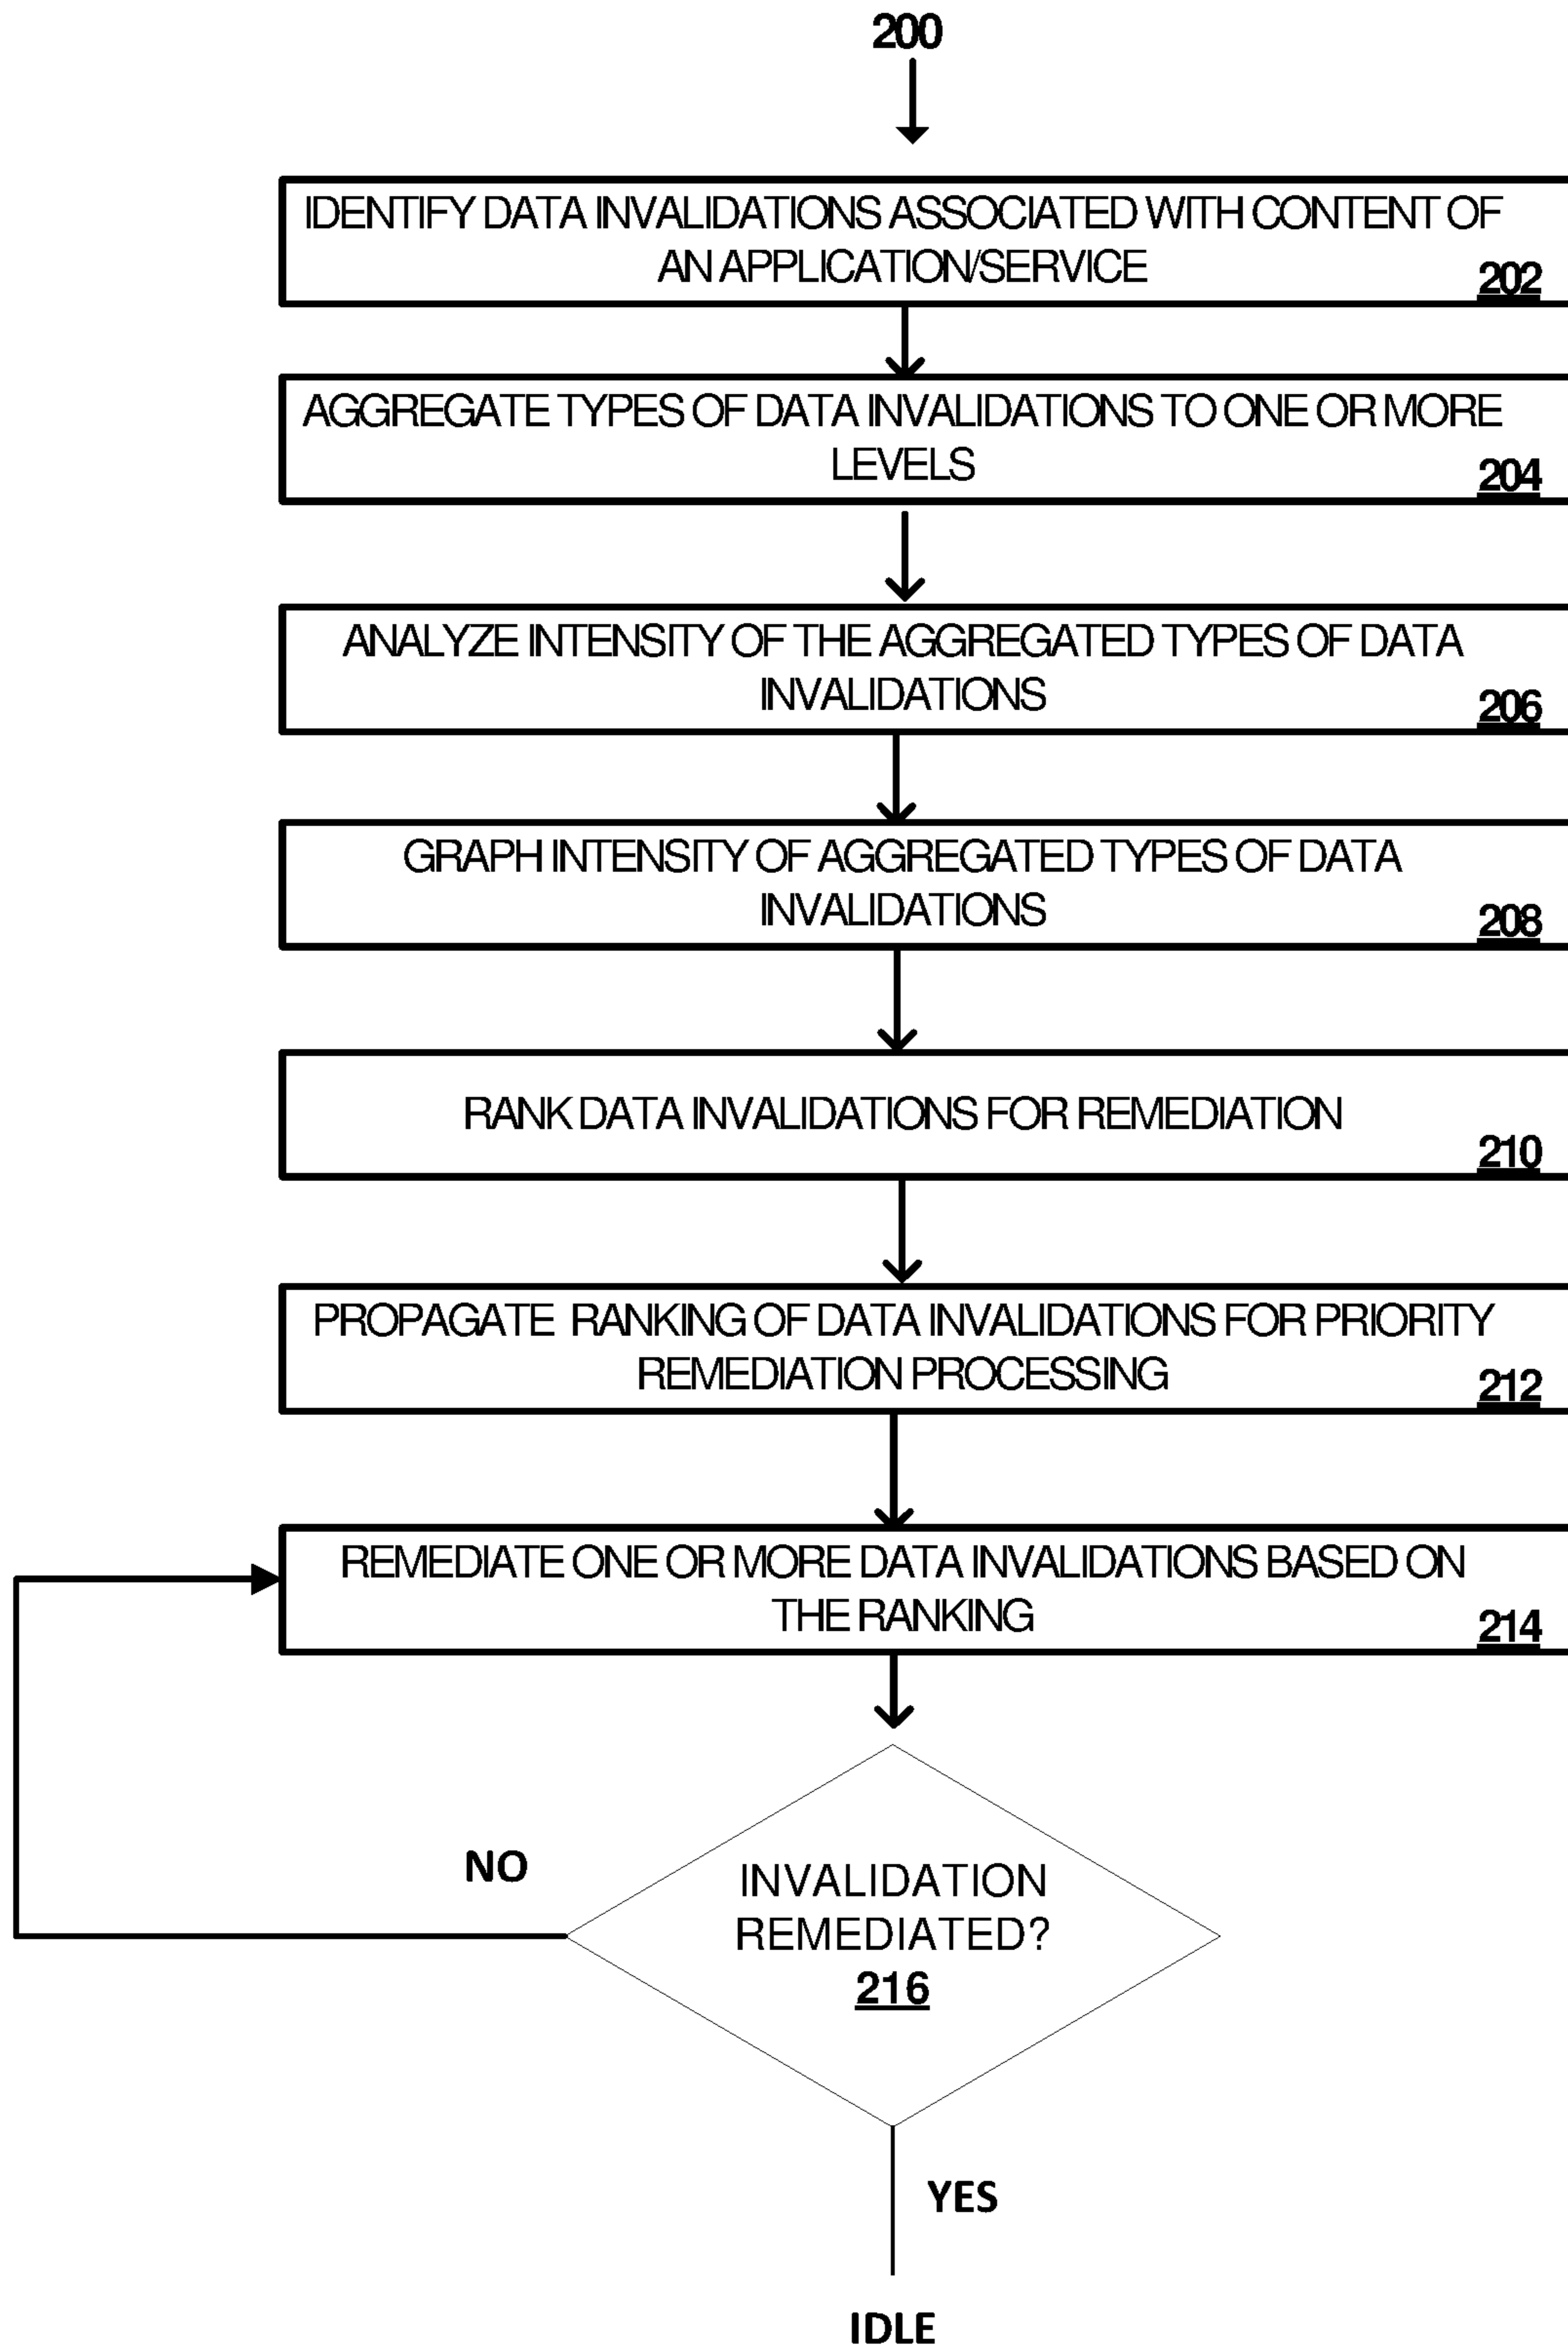 200
IDENTIFY DATA INVALIDATIONS ASSOCIATED WITH CONTENT OF
AN APPLICATION/SERVICE
202
AGGREGATE TYPES OF DATA INVALIDATIONS TO ONE OR MORE
LEVELS
204
ANALYZE INTENSITY OF THE AGGREGATED TYPES OF DATA
INVALIDATIONS
206
GRAPH INTENSITY OF AGGREGATED TYPES OF DATA
INVALIDATIONS
208
RANK DATA INVALIDATIONS FOR REMEDIATION
210
PROPAGATE RANKING OF DATA INVALIDATIONS FOR PRIORITY
REMEDIATION PROCESSING
212
REMEDIATE ONE OR MORE DATA INVALIDATIONS BASED ON
THE RANKING
214
NO
INVALIDATION
REMEDIATED?
216
YES
IDLE